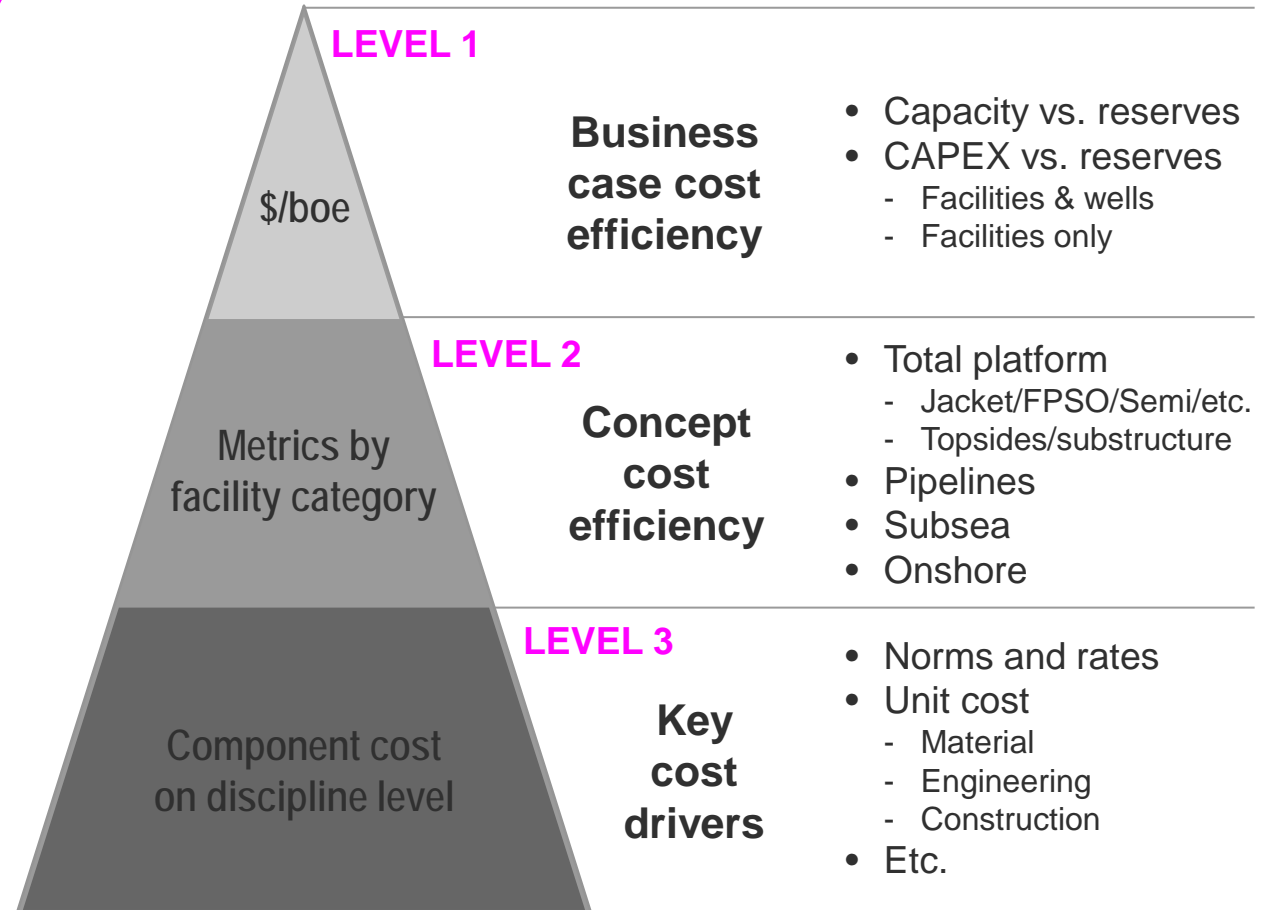 LEVEL 1
$/boe
Business
case cost
efficiency
• Capacity vs. reserves
• CAPEX vs. reserves
- Facilities & wells
- Facilities only
LEVEL 2
Metrics by
facility category
Concept
cost
efficiency
• Total platform
- Jacket/FPSO/Semi/etc.
- Topsides/substructure
• Pipelines
• Subsea
• Onshore
LEVEL 3
Component cost
on discipline level
Key
cost
drivers
• Norms and rates
• Unit cost
- Material
- Engineering
- Construction
• Etc.